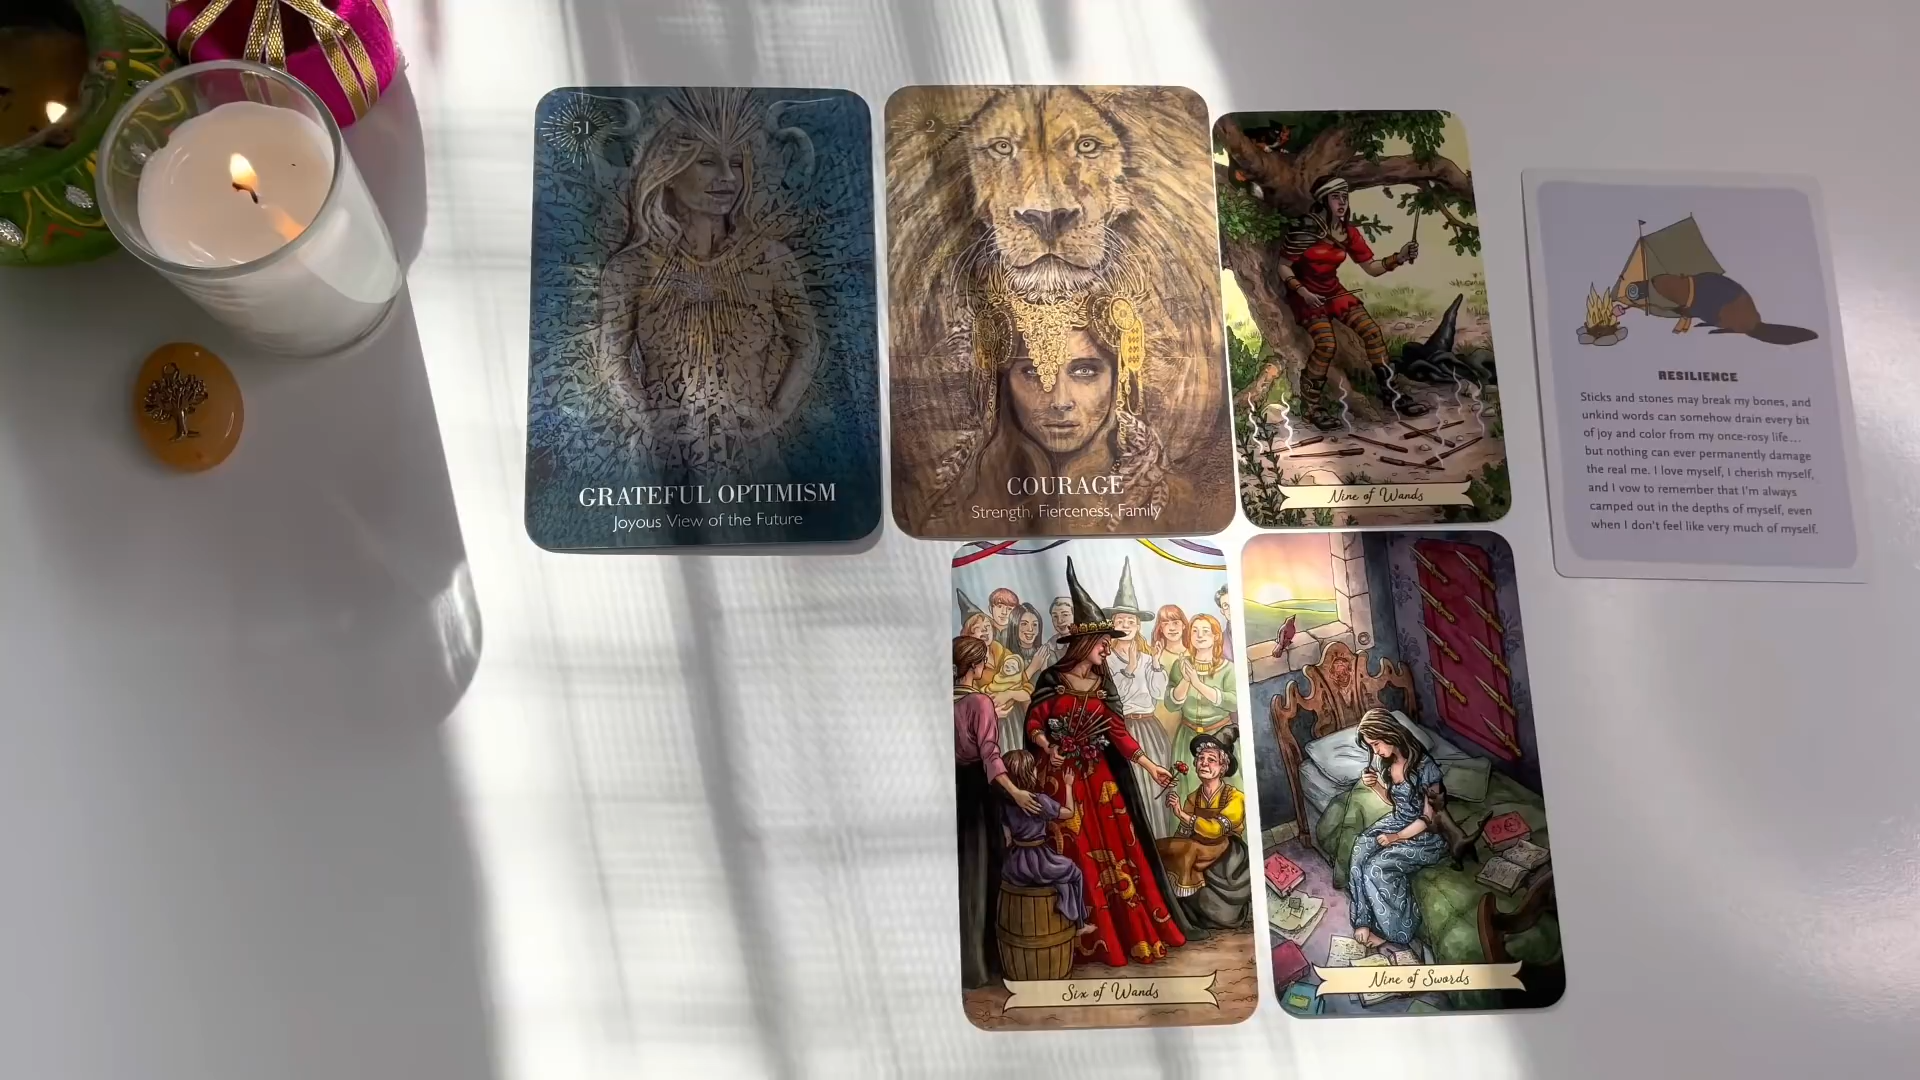 51
GRATEFUL OPTIMISM
Joyous View of the Future
2
COURAGE
Strength, Fierceness, Family
Nine of Wands
RESILIENCE
Sticks and stones may break my bones, and
unkind words can somehow drain every bit
of joy and color from my once-rosy life...
but nothing can ever permanently damage
the real me. I love myself, I cherish myself,
and I vow to remember that I'm always
camped out in the depths of myself, even
when I don't feel like very much of myself.
Six of Wands
Nine of Swords